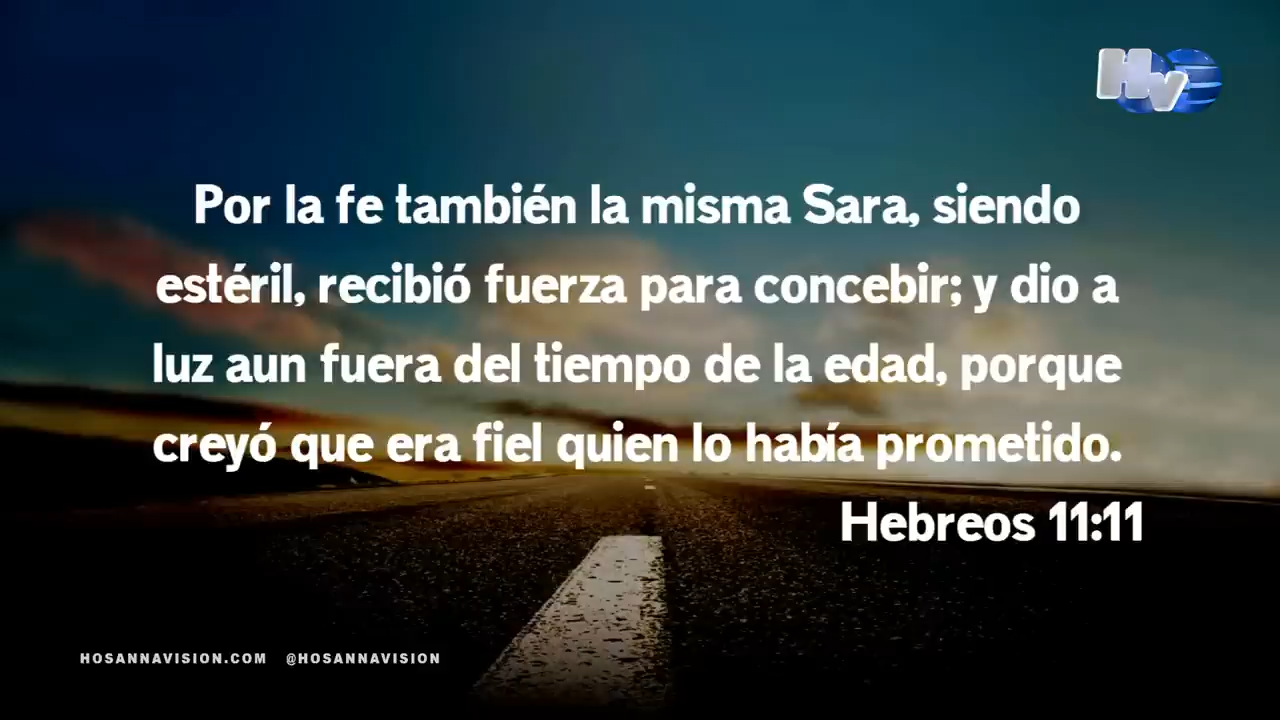 HV
Por la fe también la misma Sara, siendo
estéril, recibió fuerza para concebir; y dio a
luz aun fuera del tiempo de la edad, porque
creyó que era fiel quien lo había prometido.
Hebreos 11:11
HOSANNAVISION.COM @HOSANNAVISION